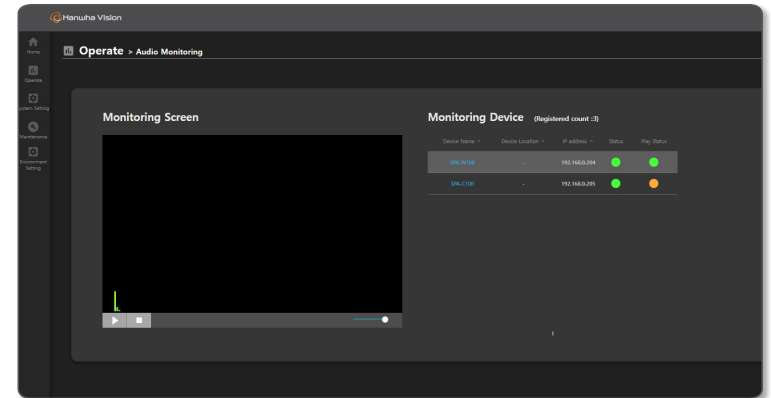 Hanwha Vision
Home
Operate
System Setting
Maintenance
Environment
Setting
Operate > Audio Monitoring
Monitoring Screen
Monitoring Device (Registered count :3)
Device Name Device Location IP address Status Play Status
SPA-W100 - 192.168.0.204
SPA-C100 - 192.168.0.205
1